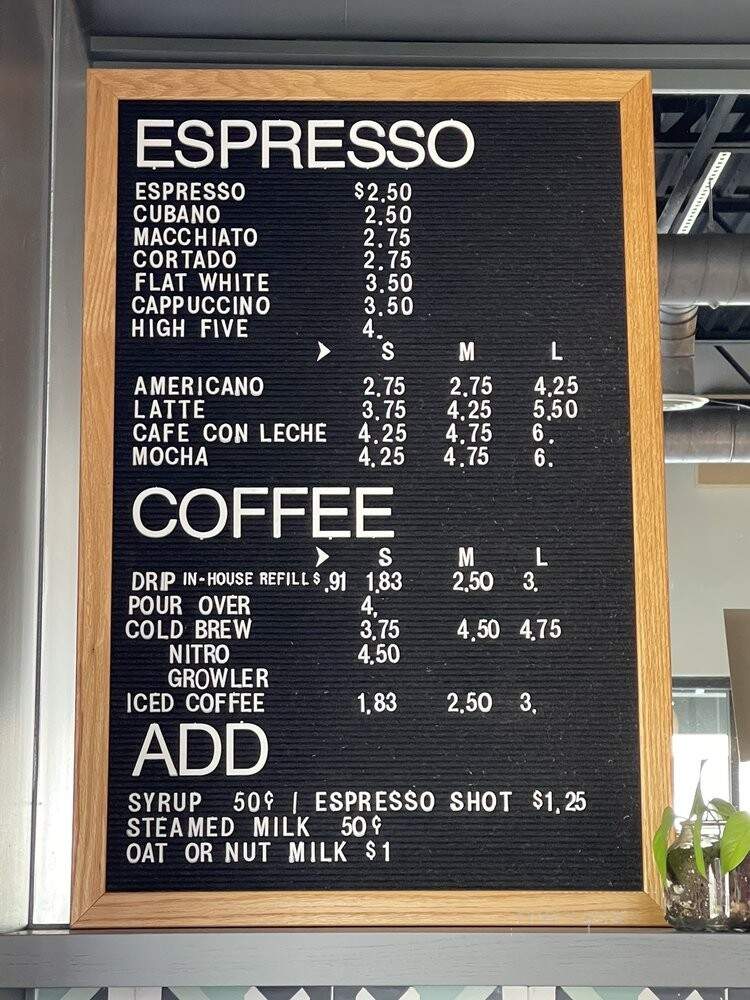 ESPRESSO
ESPRESSO $2.50
CUBANO 2.50
MACCHIATO 2.75
CORTADO 2.75
FLAT WHITE 3.50
CAPPUCCINO 3.50
HIGH FIVE 4.
S M L
AMERICANO 2.75 2.75 4.25
LATTE 3.75 4.25 5.50
CAFE CON LECHE 4.25 4.75 6.
MOCHA 4.25 4.75 6.
COFFEE
S M L
DRIP IN-HOUSE REFILL $.91 1.83 2.50 3.
POUR OVER 4.
COLD BREW 3.75 4.50 4.75
NITRO 4.50
GROWLER
ICED COFFEE 1.83 2.50 3.
ADD
SYRUP 50¢ | ESPRESSO SHOT $1.25
STEAMED MILK 50¢
OAT OR NUT MILK $1